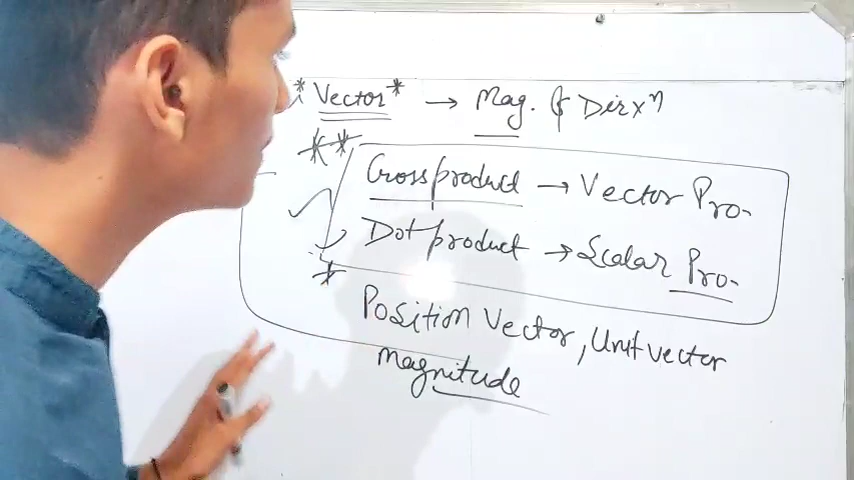 * Vector * → Mag. & Dirxⁿ
** Cross product → Vector Pro.
Dot product → Scalar Pro.
* Position Vector, Unit vector
magnitude